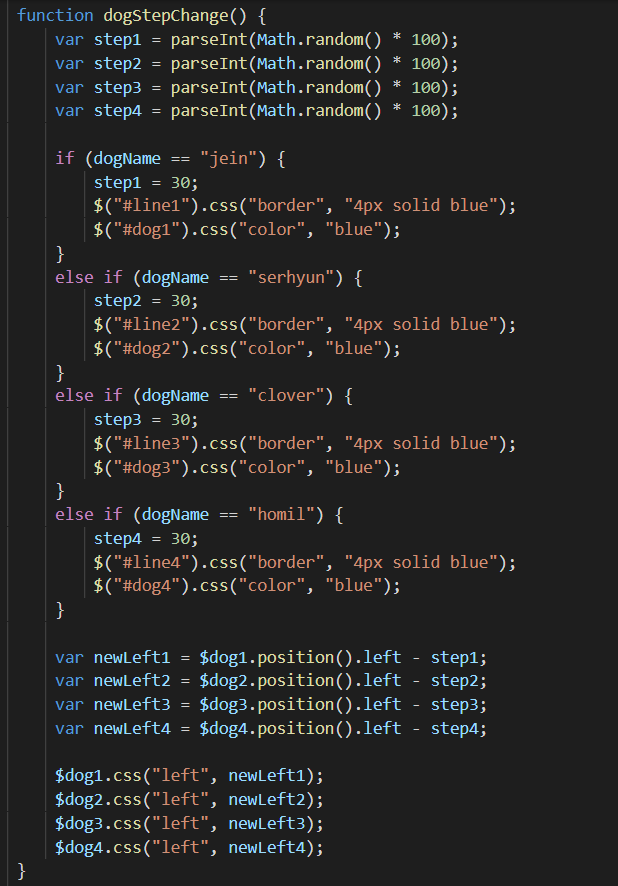 function dogStepChange() {
    var step1 = parseInt(Math.random() * 100);
    var step2 = parseInt(Math.random() * 100);
    var step3 = parseInt(Math.random() * 100);
    var step4 = parseInt(Math.random() * 100);

    if (dogName == "jein") {
        step1 = 30;
        $("#line1").css("border", "4px solid blue");
        $("#dog1").css("color", "blue");
    }
    else if (dogName == "serhyun") {
        step2 = 30;
        $("#line2").css("border", "4px solid blue");
        $("#dog2").css("color", "blue");
    }
    else if (dogName == "clover") {
        step3 = 30;
        $("#line3").css("border", "4px solid blue");
        $("#dog3").css("color", "blue");
    }
    else if (dogName == "homil") {
        step4 = 30;
        $("#line4").css("border", "4px solid blue");
        $("#dog4").css("color", "blue");
    }

    var newLeft1 = $dog1.position().left - step1;
    var newLeft2 = $dog2.position().left - step2;
    var newLeft3 = $dog3.position().left - step3;
    var newLeft4 = $dog4.position().left - step4;

    $dog1.css("left", newLeft1);
    $dog2.css("left", newLeft2);
    $dog3.css("left", newLeft3);
    $dog4.css("left", newLeft4);
}